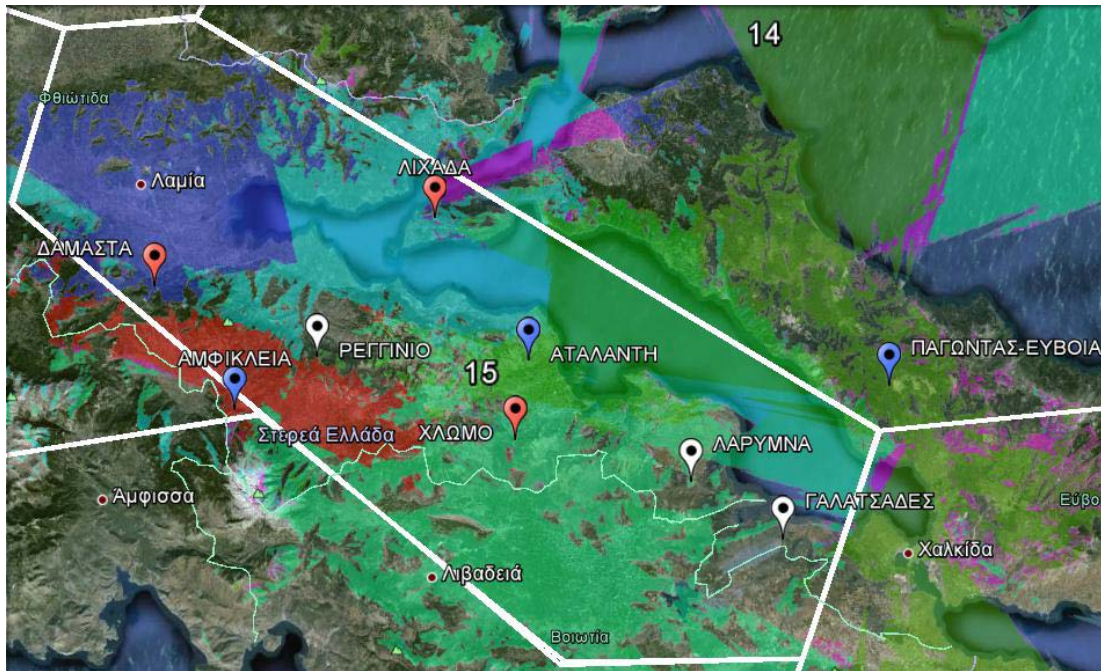 14
Φθιώτιδα
ΛΙΧΑΔΑ
Λαμία
ΔΑΜΑΣΤΑ
ΡΕΓΓΙΝΙΟ
ΑΤΑΛΑΝΤΗ
ΠΑΓΩΝΤΑΣ-ΕΥΒΟΙΑ
ΑΜΦΙΚΛΕΙΑ
15
Στερεά Ελλάδα
ΧΛΩΜΟ
ΛΑΡΥΜΝΑ
Άμφισσα
ΓΑΛΑΤΣΑΔΕΣ
Εύβο
Χαλκίδα
Λιβαδειά
Βοιωτία